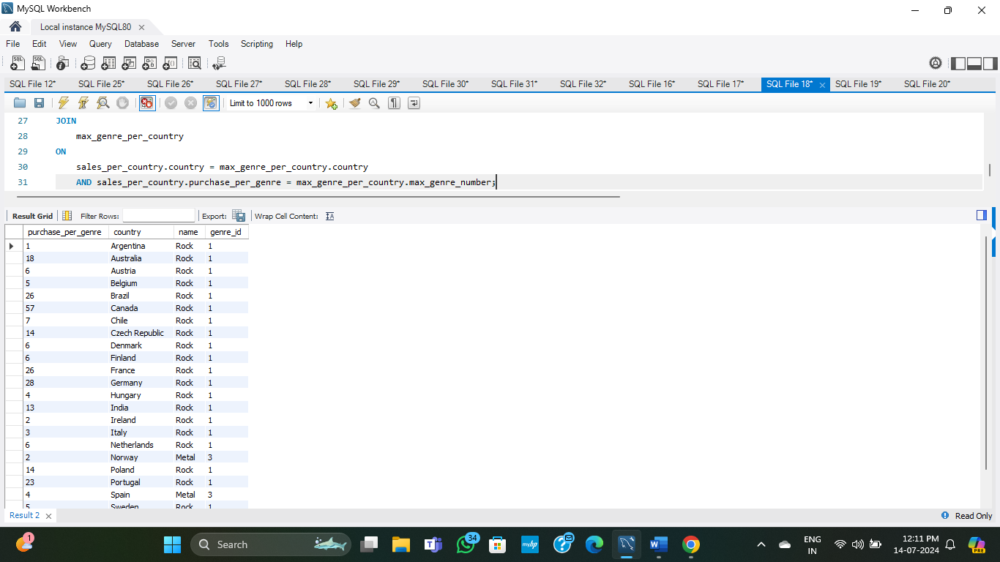 MySQL Workbench
Local instance MySQL80
File Edit View Query Database Server Tools Scripting Help
SQL File 12* SQL File 25* SQL File 26* SQL File 27* SQL File 28* SQL File 29* SQL File 30* SQL File 31* SQL File 32* SQL File 16* SQL File 17* SQL File 18* SQL File 19* SQL File 20*
Limit to 1000 rows
27 JOIN
28 max_genre_per_country
29 ON
30 sales_per_country.country = max_genre_per_country.country
31 AND sales_per_country.purchase_per_genre = max_genre_per_country.max_genre_number;
Result Grid Filter Rows: Export: Wrap Cell Content:
purchase_per_genre country name genre_id
1 Argentina Rock 1
18 Australia Rock 1
6 Austria Rock 1
5 Belgium Rock 1
26 Brazil Rock 1
57 Canada Rock 1
7 Chile Rock 1
14 Czech Republic Rock 1
6 Denmark Rock 1
6 Finland Rock 1
26 France Rock 1
28 Germany Rock 1
4 Hungary Rock 1
13 India Rock 1
2 Ireland Rock 1
3 Italy Rock 1
6 Netherlands Rock 1
2 Norway Metal 3
14 Poland Rock 1
23 Portugal Rock 1
4 Spain Metal 3
5 Sweden Rock 1
Result 2 Read Only
1 Search 34 myhp ENG IN 12:11 PM 14-07-2024 PRE